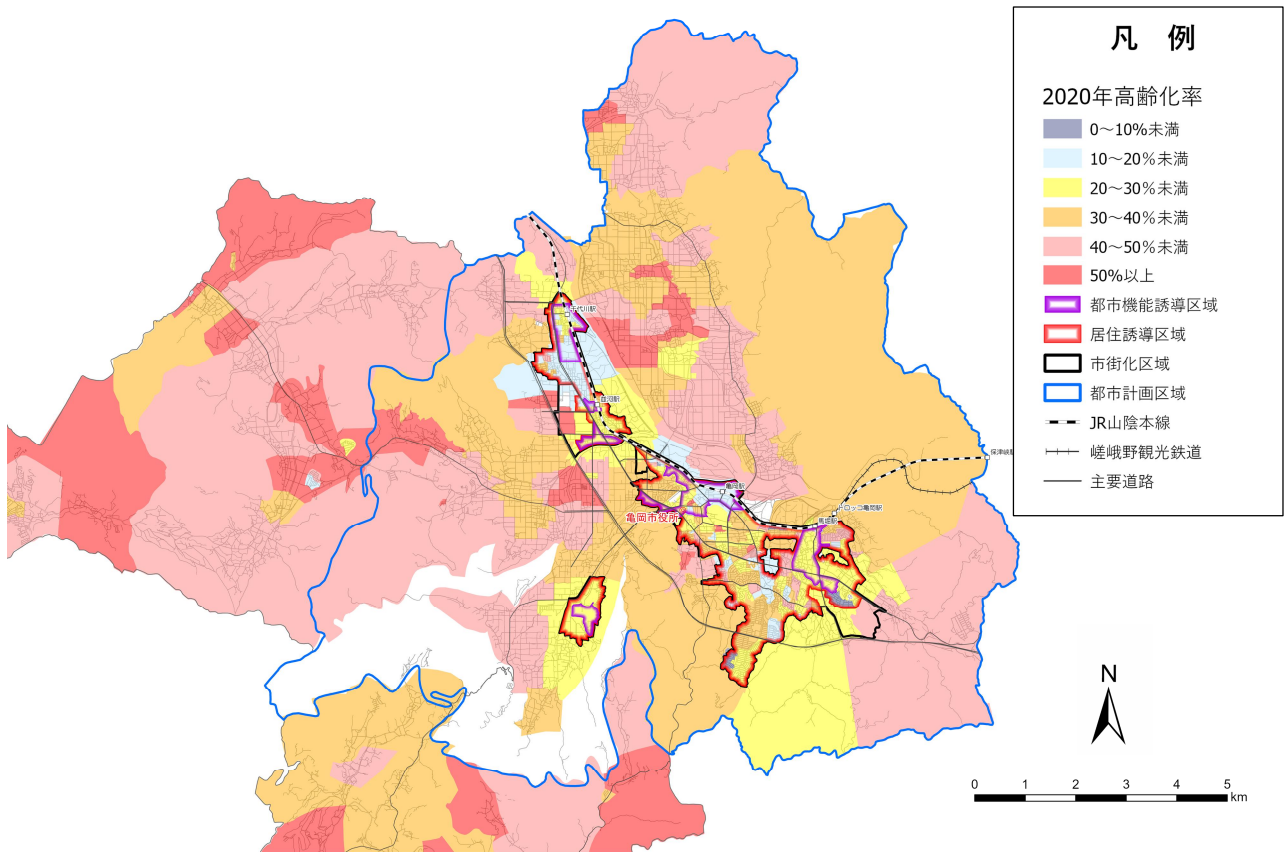 凡 例
2020年高齢化率
0～10%未満
10～20%未満
20～30%未満
30～40%未満
40～50%未満
50%以上
都市機能誘導区域
居住誘導区域
市街化区域
都市計画区域
JR山陰本線
嵯峨野観光鉄道
主要道路
千代川駅
並河駅
亀岡駅
亀岡市役所
保津峡駅
トロッコ亀岡駅
馬堀駅
N
0 1 2 3 4 5
km